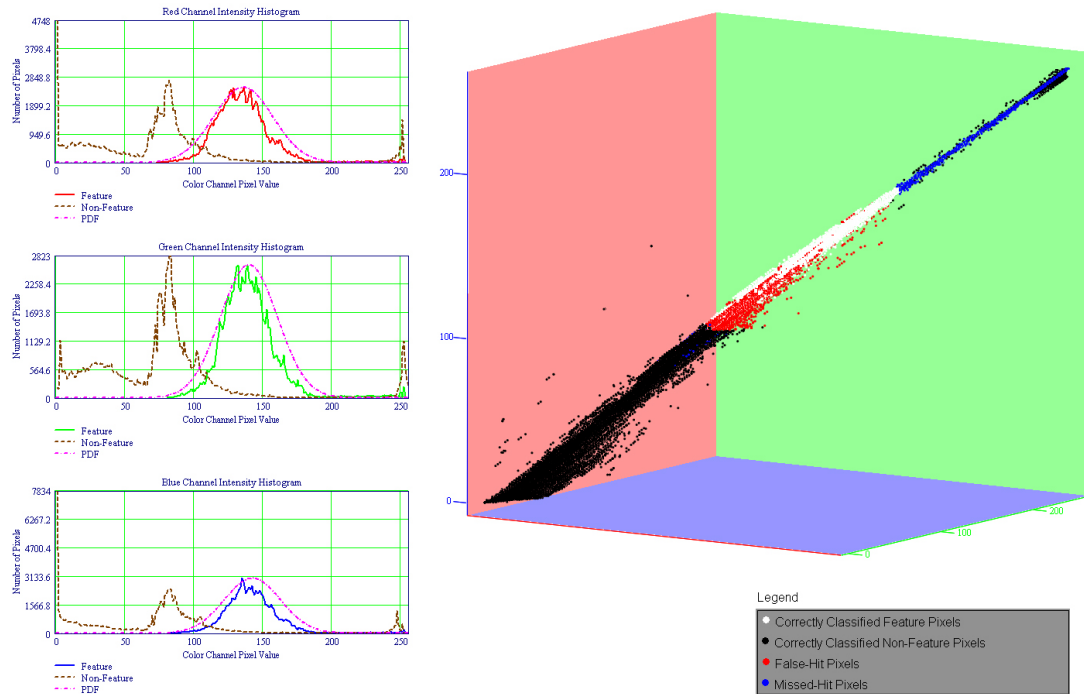 Red Channel Intensity Histogram
4748
3798.4
2848.8
1899.2
949.6
0
Number of Pixels
0 50 100 150 200 250
Color Channel Pixel Value
Feature
Non-Feature
PDF
Green Channel Intensity Histogram
2823
2258.4
1693.8
1129.2
564.6
0
Number of Pixels
0 50 100 150 200 250
Color Channel Pixel Value
Feature
Non-Feature
PDF
Blue Channel Intensity Histogram
7834
6267.2
4700.4
3133.6
1566.8
0
Number of Pixels
0 50 100 150 200 250
Color Channel Pixel Value
Feature
Non-Feature
PDF
200
100
0
200
100
0
Legend
Correctly Classified Feature Pixels
Correctly Classified Non-Feature Pixels
False-Hit Pixels
Missed-Hit Pixels